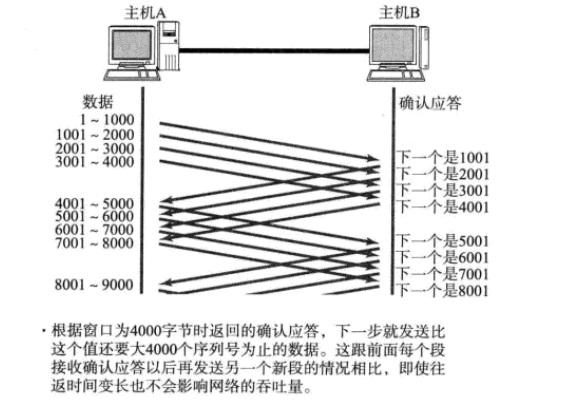 主机A
主机B
数据
确认应答
1～1000
1001～2000
2001～3000
3001～4000
下一个是1001
下一个是2001
下一个是3001
下一个是4001
4001～5000
5001～6000
6001～7000
7001～8000
下一个是5001
下一个是6001
下一个是7001
下一个是8001
8001～9000
·根据窗口为4000字节时返回的确认应答，下一步就发送比
这个值还要大4000个序列号为止的数据。这跟前面每个段
接收确认应答以后再发送另一个新段的情况相比，即使往
返时间变长也不会影响网络的吞吐量。